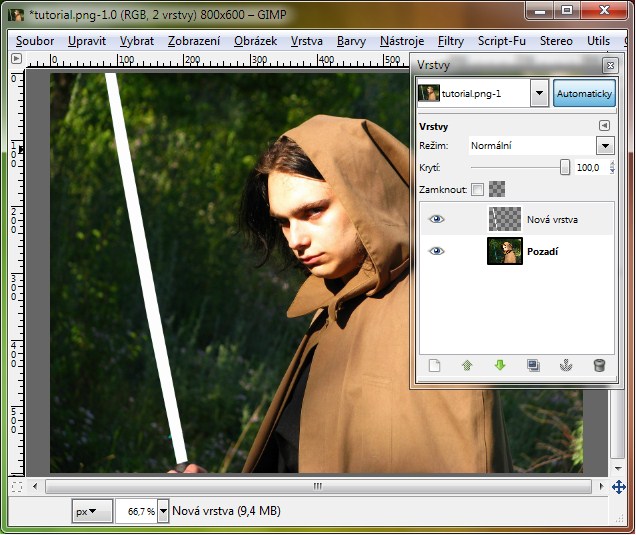 *tutorial.png-1.0 (RGB, 2 vrstvy) 800x600 – GIMP
Soubor Upravit Vybrat Zobrazení Obrázek Vrstva Barvy Nástroje Filtry Script-Fu Stereo Utils
0 100 200 300 400 500
0
100
200
300
400
500
Vrstvy
tutorial.png-1 Automaticky
Vrstvy
Režim: Normální
Krytí: 100,0
Zamknout:
Nová vrstva
Pozadí
px 66,7 % Nová vrstva (9,4 MB)